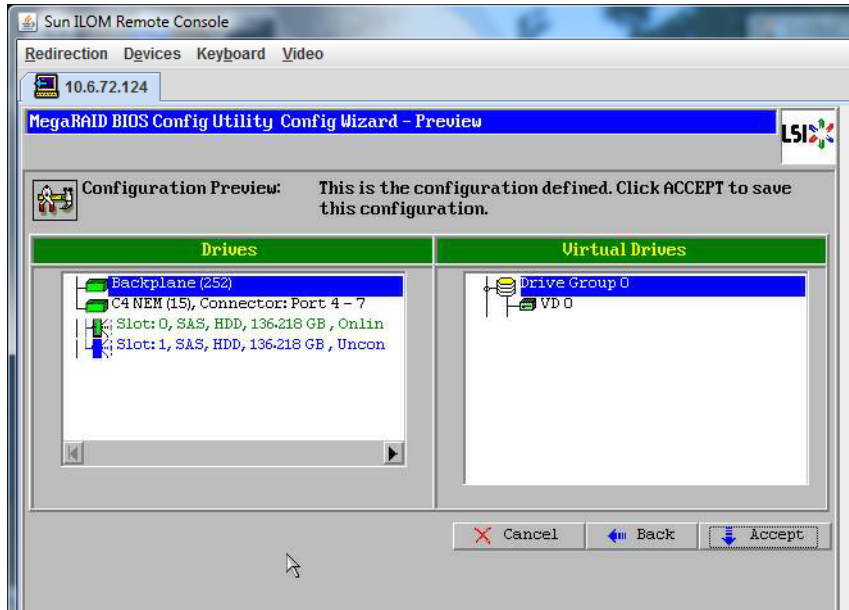 Sun ILOM Remote Console
Redirection Devices Keyboard Video
10.6.72.124
MegaRAID BIOS Config Utility Config Wizard – Preview
LSI
Configuration Preview: This is the configuration defined. Click ACCEPT to save
this configuration.
Drives
Backplane (252)
C4 NEM (15), Connector: Port 4 – 7
Slot: 0, SAS, HDD, 136.218 GB , Onlin
Slot: 1, SAS, HDD, 136.218 GB , Uncon
Virtual Drives
Drive Group 0
VD 0
Cancel Back Accept